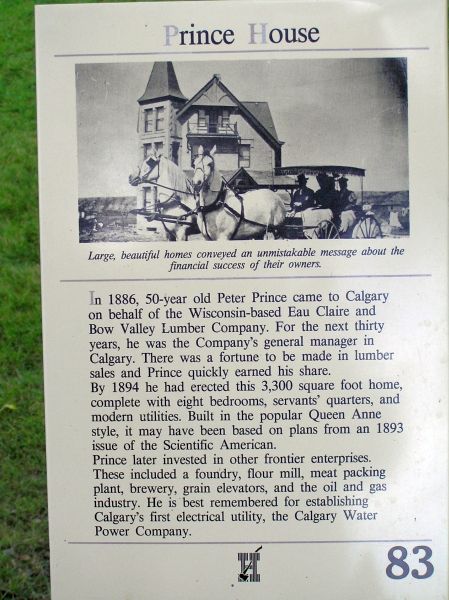 Prince House
Large, beautiful homes conveyed an unmistakable message about the
financial success of their owners.
In 1886, 50-year old Peter Prince came to Calgary
on behalf of the Wisconsin-based Eau Claire and
Bow Valley Lumber Company. For the next thirty
years, he was the Company's general manager in
Calgary. There was a fortune to be made in lumber
sales and Prince quickly earned his share.
By 1894 he had erected this 3,300 square foot home,
complete with eight bedrooms, servants' quarters, and
modern utilities. Built in the popular Queen Anne
style, it may have been based on plans from an 1893
issue of the Scientific American.
Prince later invested in other frontier enterprises.
These included a foundry, flour mill, meat packing
plant, brewery, grain elevators, and the oil and gas
industry. He is best remembered for establishing
Calgary's first electrical utility, the Calgary Water
Power Company.
H
83